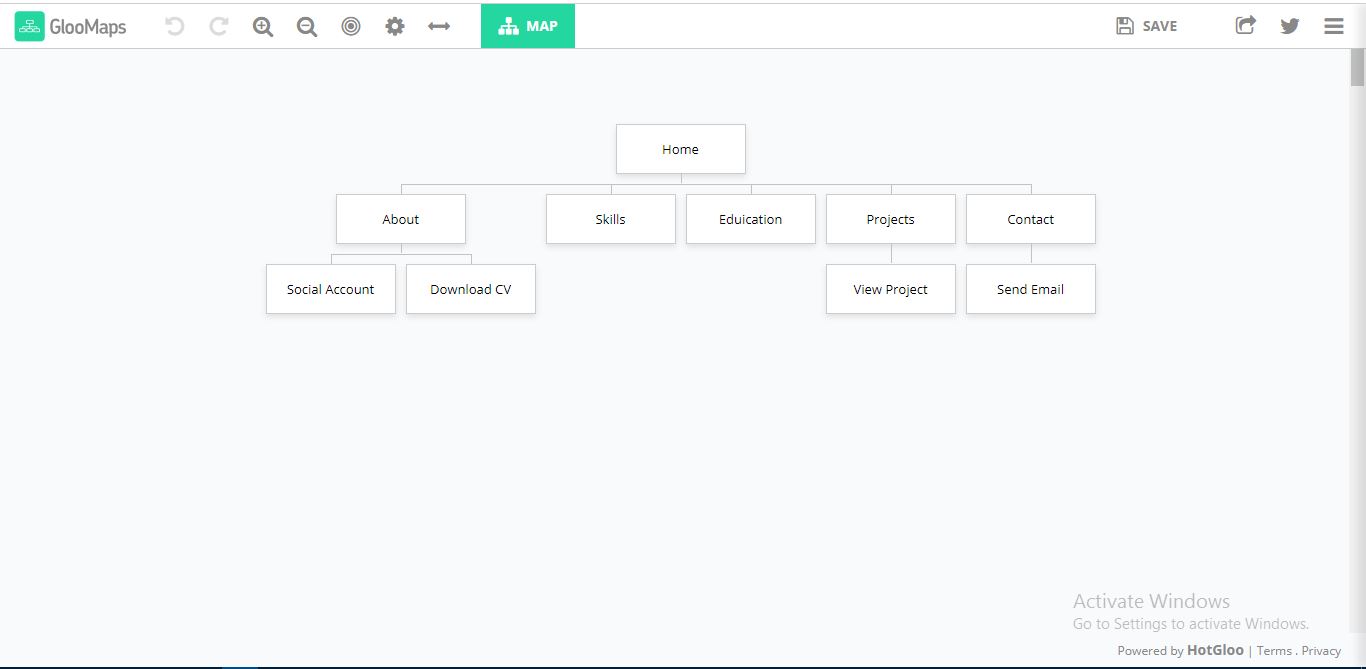 GlooMaps MAP SAVE
Home
About Skills Eduication Projects Contact
Social Account Download CV View Project Send Email
Activate Windows
Go to Settings to activate Windows.
Powered by HotGloo | Terms . Privacy